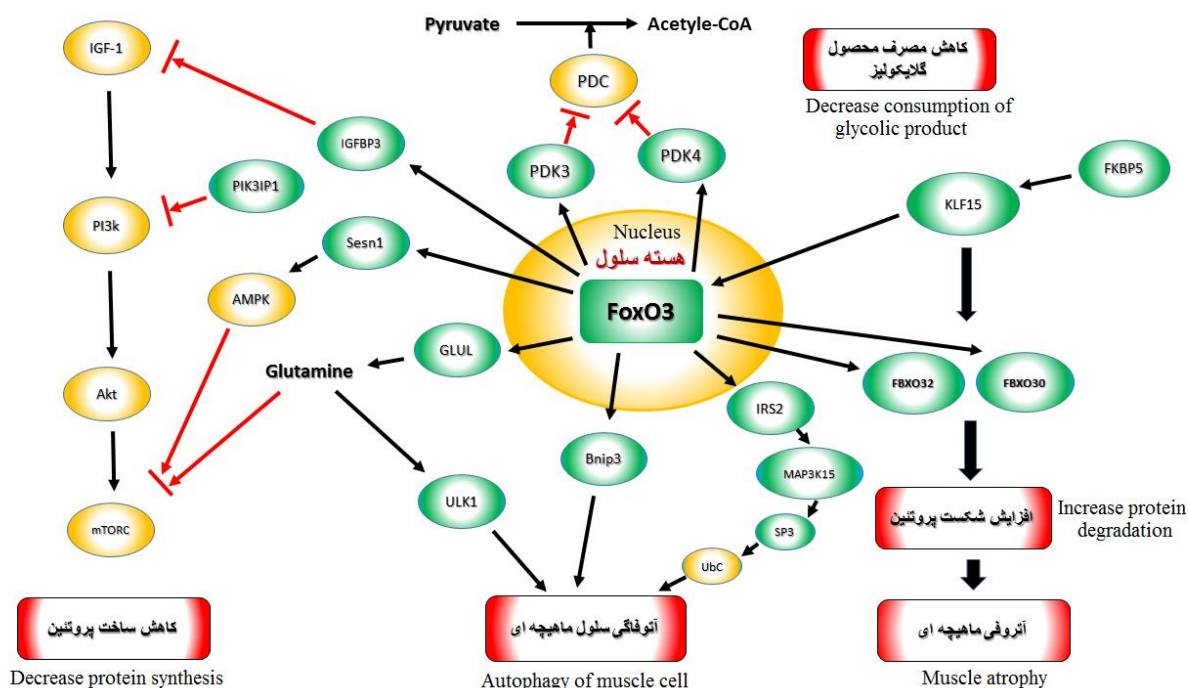 Pyruvate
Acetyle-CoA
IGF-1
PDC
کاهش مصرف محصول
گلایکولیز
Decrease consumption of
glycolic product
IGFBP3
PDK3
PDK4
FKBP5
PIK3IP1
KLF15
PI3k
Sesn1
Nucleus
هسته سلول
AMPK
FoxO3
GLUL
Glutamine
FBXO32
FBXO30
Akt
IRS2
Bnip3
MAP3K15
ULK1
افزایش شکست پروتئین
Increase protein
degradation
mTORC
SP3
UbC
کاهش ساخت پروتئین
آتوفاگی سلول ماهیچه ای
آتروفی ماهیچه ای
Decrease protein synthesis
Autophagy of muscle cell
Muscle atrophy